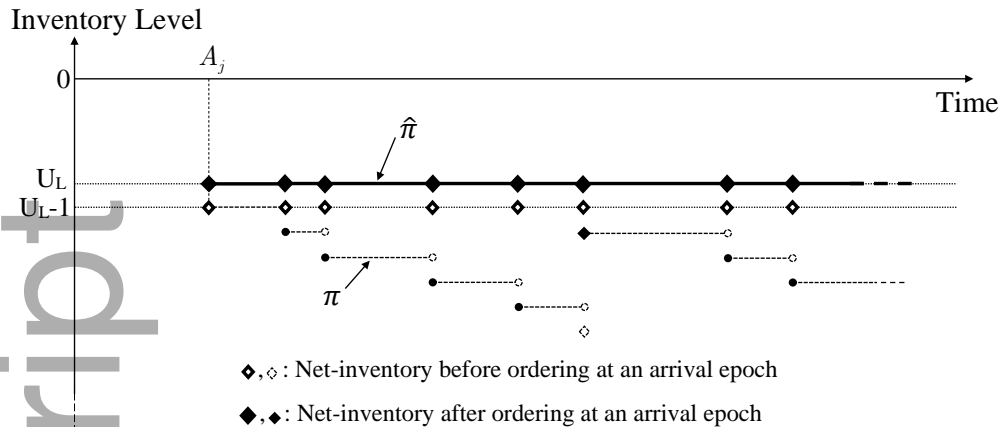 Inventory Level
A_j
0
Time
π̂
U_L
U_L-1
π
◇,◇: Net-inventory before ordering at an arrival epoch
◆,◆: Net-inventory after ordering at an arrival epoch
ript